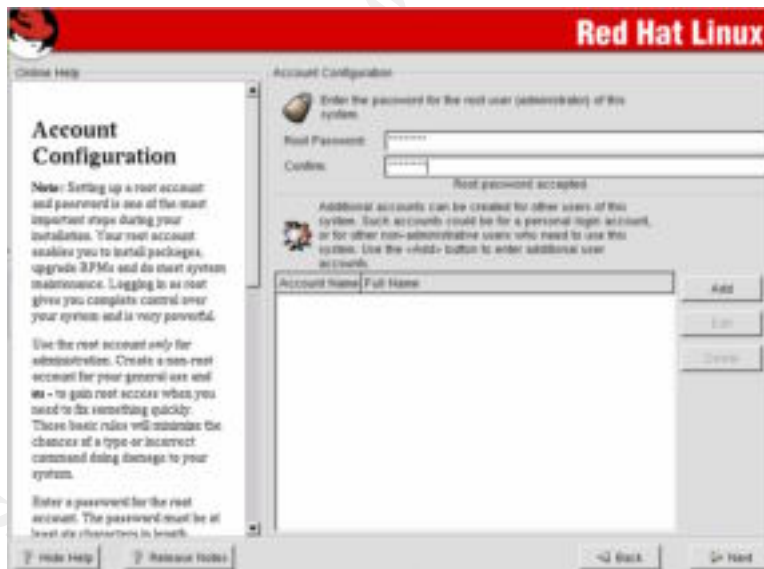 Red Hat Linux
Online Help
Account
Configuration
Note: Setting up a root account
and password is one of the most
important steps during your
installation. Your root account
enables you to install packages,
upgrade RPMs and do most system
maintenance. Logging in as root
gives you complete control over
your system and is very powerful.
Use the root account only for
administration. Create a non-root
account for your general use and
su - to gain root access when you
need to fix something quickly.
These basic rules will minimize the
chances of a typo or incorrect
command doing damage to your
system.
Enter a password for the root
account. The password must be at
least six characters in length.
Account Configuration
Enter the password for the root user (administrator) of this
system.
Root Password:
Confirm:
Root password accepted.
Additional accounts can be created for other users of this
system. Such accounts could be for a personal login account,
or for other non-administrative users who need to use this
system. Use the <Add> button to enter additional user
accounts.
Account Name Full Name
Add
Edit
Delete
Hide Help
Release Notes
Back
Next